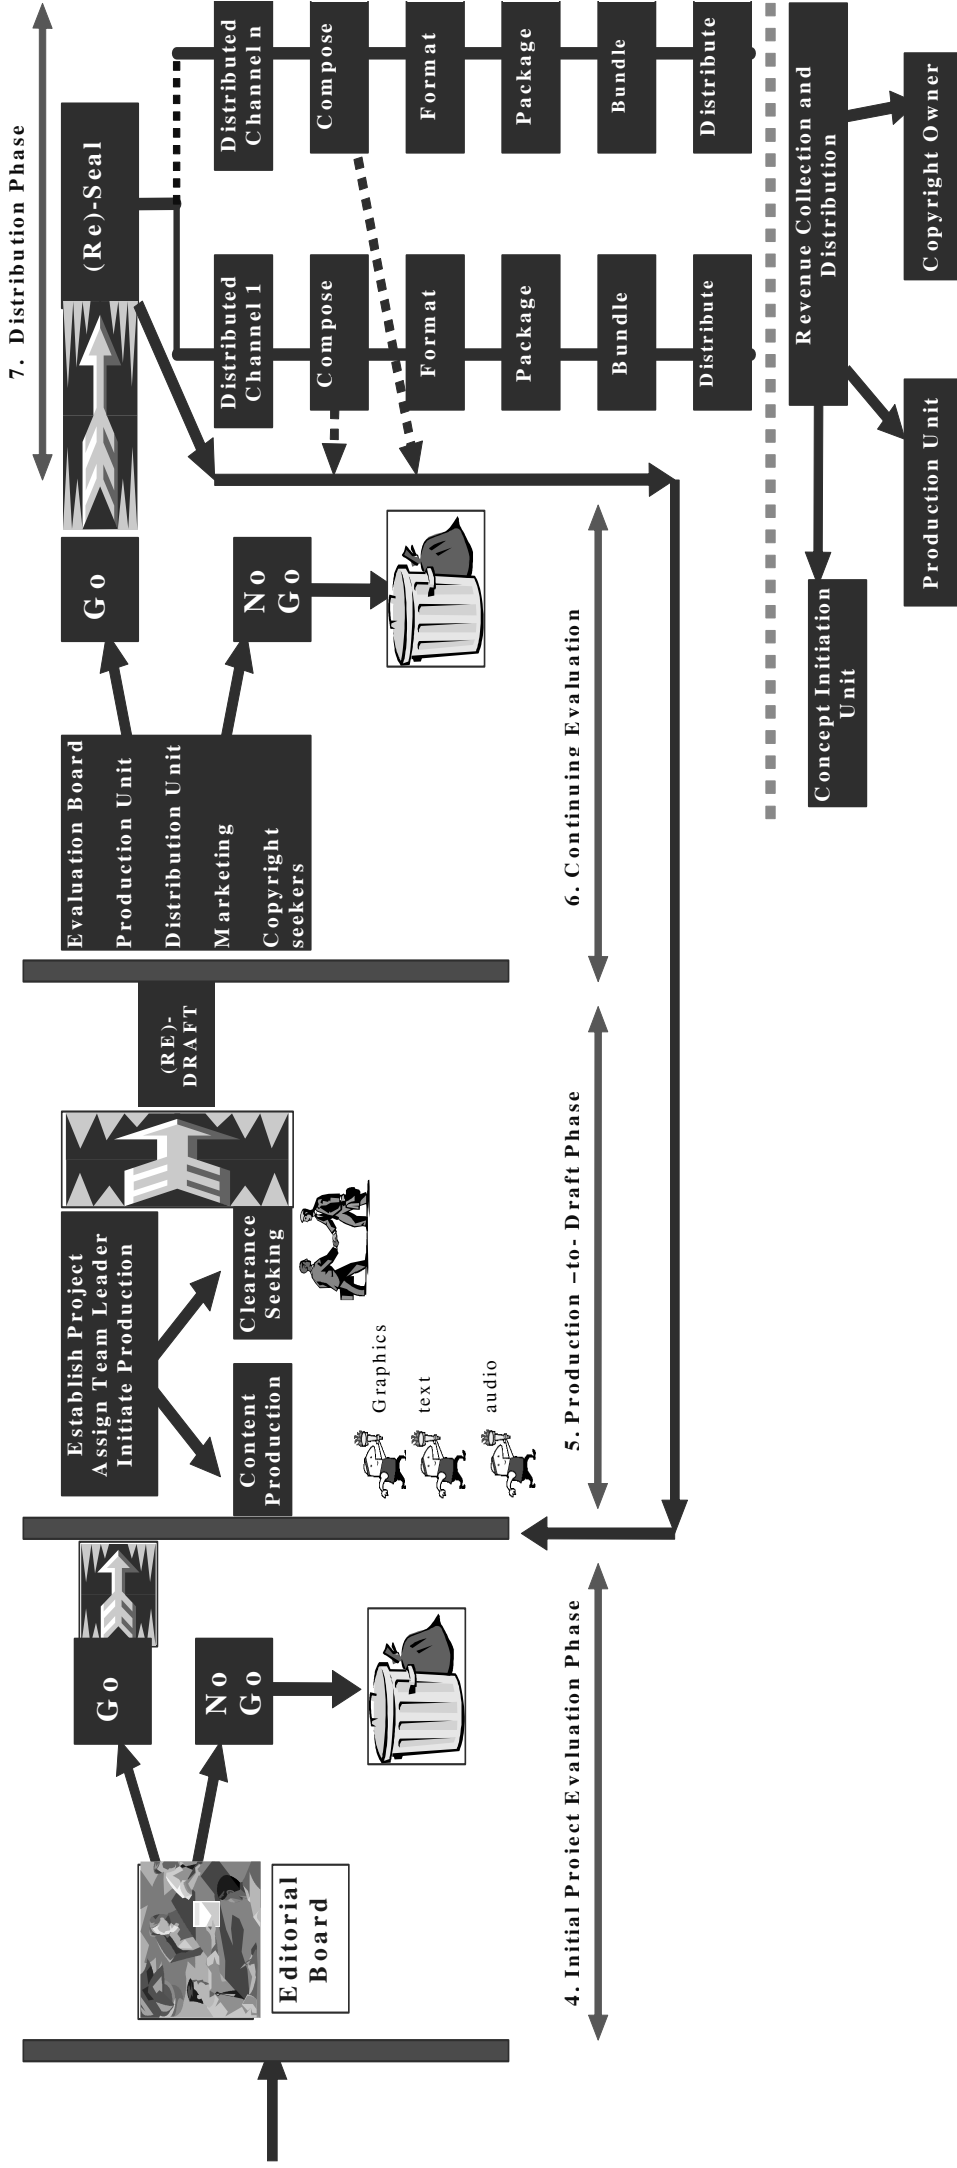 Editorial
Board
Go
No
Go
4. Initial Project Evaluation Phase
Establish Project
Assign Team Leader
Initiate Production
Content
Production
Clearance
Seeking
Graphics
text
audio
(RE)-
DRAFT
5. Production –to- Draft Phase
Evaluation Board
Production Unit
Distribution Unit
Marketing
Copyright
seekers
Go
No
Go
6. Continuing Evaluation
7. Distribution Phase
(Re)-Seal
Distributed
Channel 1
Compose
Format
Package
Bundle
Distribute
Distributed
Channel n
Compose
Format
Package
Bundle
Distribute
Revenue Collection and
Distribution
Concept Initiation
Unit
Production Unit
Copyright Owner